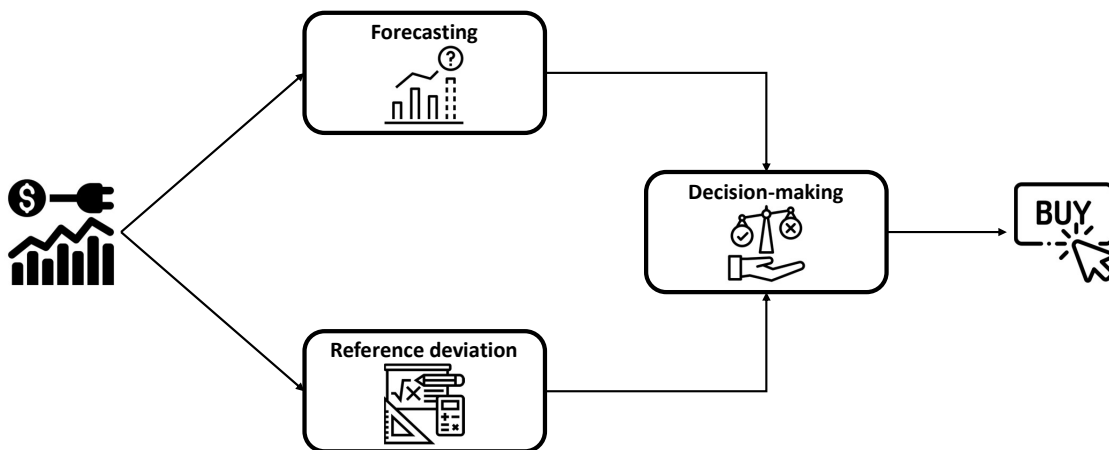 Forecasting
?
$
Decision-making
BUY
Reference deviation